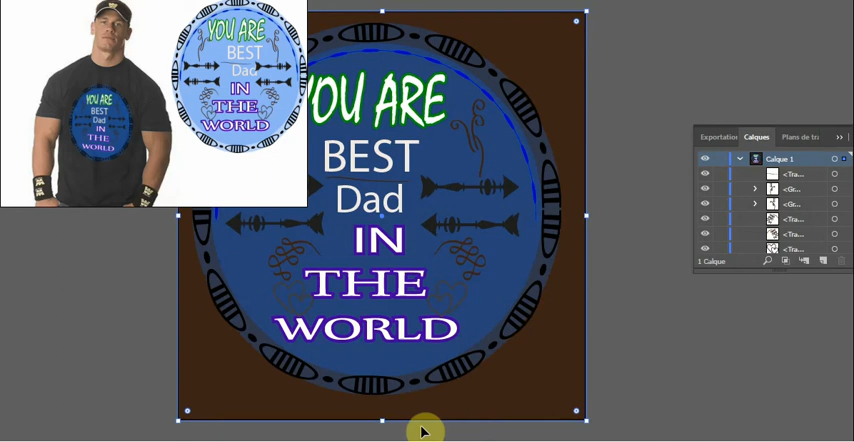 YOU ARE
BEST
Dad
IN
THE
WORLD
YOU ARE
BEST
Dad
IN
THE
WORLD
YOU ARE
BEST
Dad
IN
THE
WORLD
Exportation Calques Plans de tra
Calque 1
<Tra...
<Gr...
<Gr...
<Tra...
<Tra...
<Tra...
1 Calque